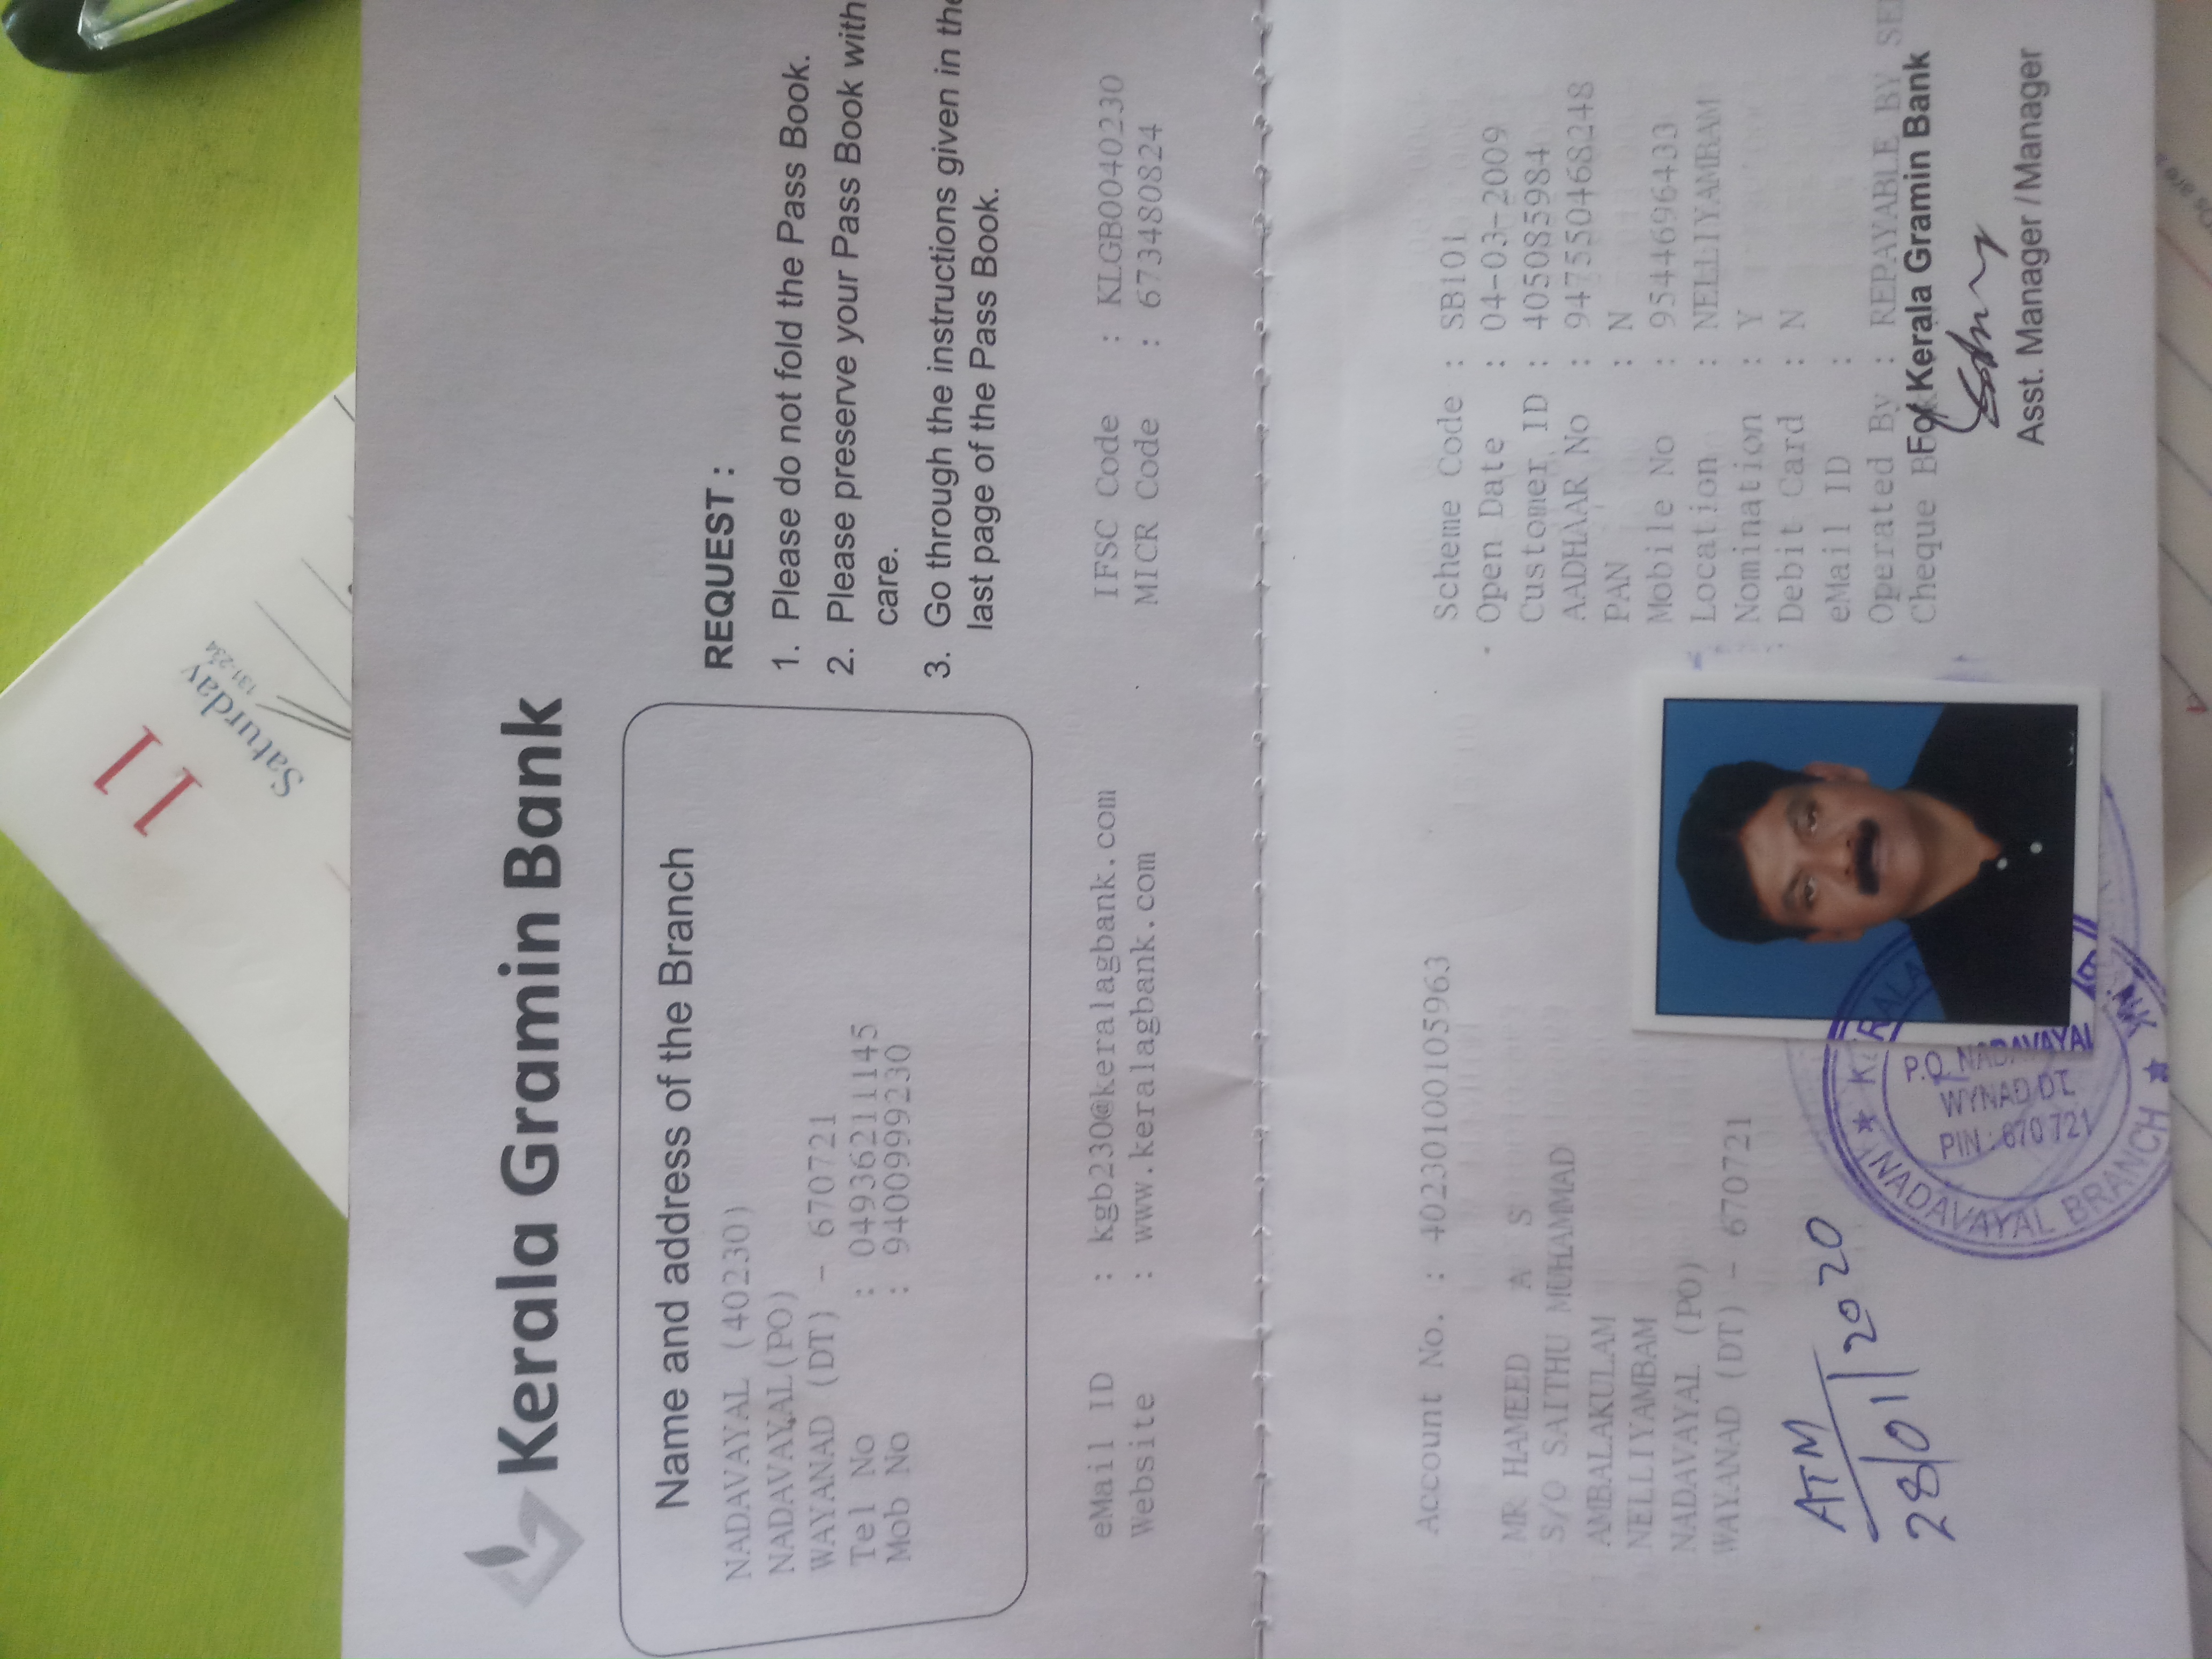 11
Saturday
131-234
Kerala Gramin Bank
Name and address of the Branch
NADAVAYAL (40230)
NADAVAYAL(PO)
WAYANAD (DT) - 670721
Tel No : 04936211145
Mob No : 9400999230
REQUEST :
1. Please do not fold the Pass Book.
2. Please preserve your Pass Book with
care.
3. Go through the instructions given in the
last page of the Pass Book.
eMail ID : kgb230@keralagbank.com
Website : www.keralagbank.com
IFSC Code : KLGB0040230
MICR Code : 673480824
Account No. : 40230100105963
MR HAMEED A S
S/O SAITHU MUHAMMAD
AMBALAKULAM
NELLIYAMBAM
NADAVAYAL (PO)
WAYANAD (DT) - 670721
ATM
28/01/2020
Scheme Code : SB101
Open Date : 04-03-2009
Customer ID : 405085984
AADHAAR No : 947550468248
PAN : N
Mobile No : 9544696433
Location : NELLIYAMBAM
Nomination : Y
Debit Card : N
eMail ID :
Operated By : REPAYABLE BY SE
Cheque B
For Kerala Gramin Bank
Asst. Manager / Manager
NADAVAYAL BRANCH
P.O. NADAVAYAL
WYNAD DT
PIN : 670 721